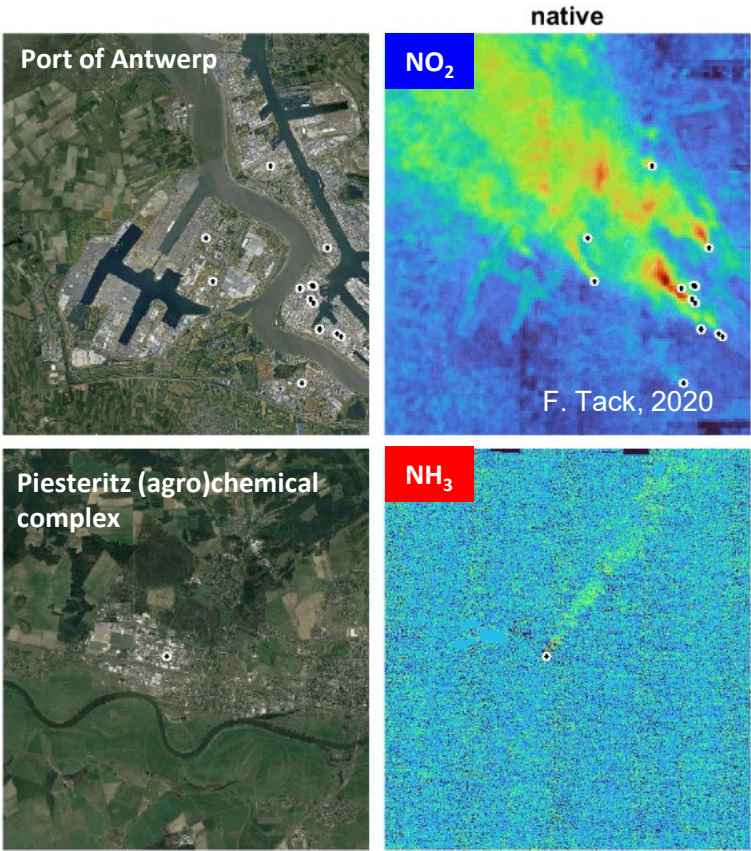 native
Port of Antwerp
NO₂
F. Tack, 2020
Piesteritz (agro)chemical
complex
NH₃